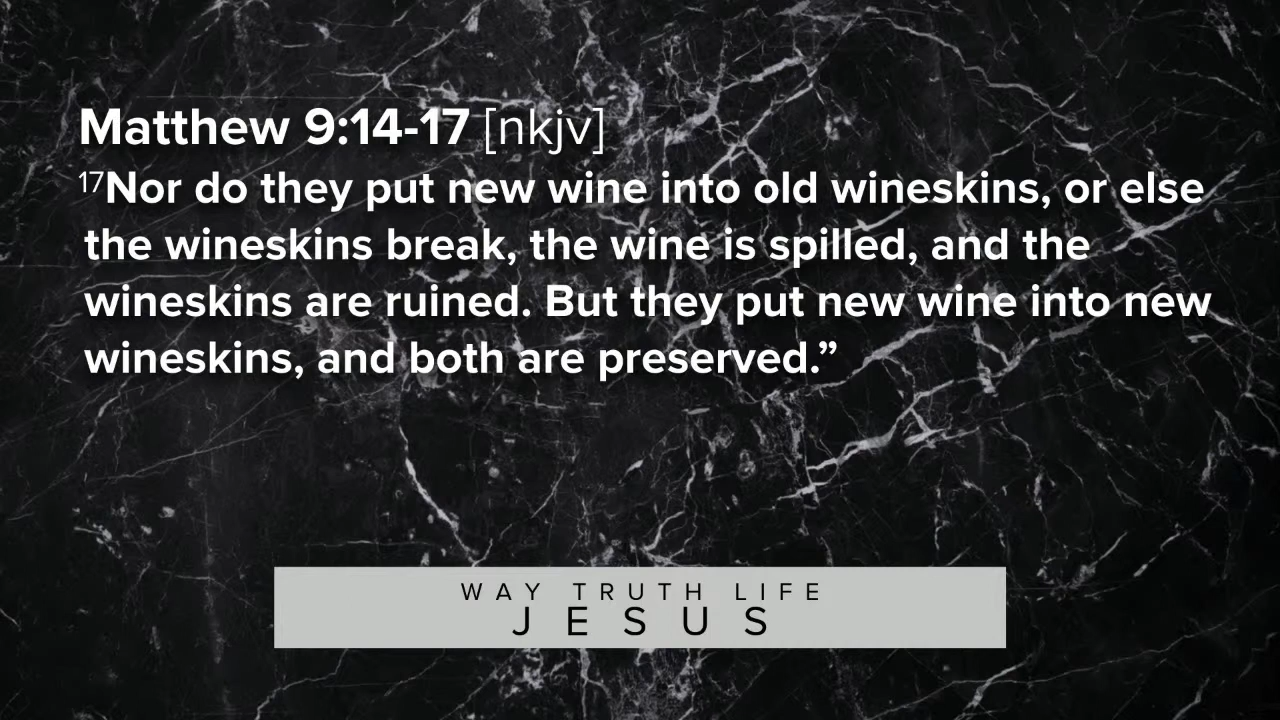 Matthew 9:14-17 [nkjv]
17Nor do they put new wine into old wineskins, or else
the wineskins break, the wine is spilled, and the
wineskins are ruined. But they put new wine into new
wineskins, and both are preserved.”
WAY TRUTH LIFE
JESUS